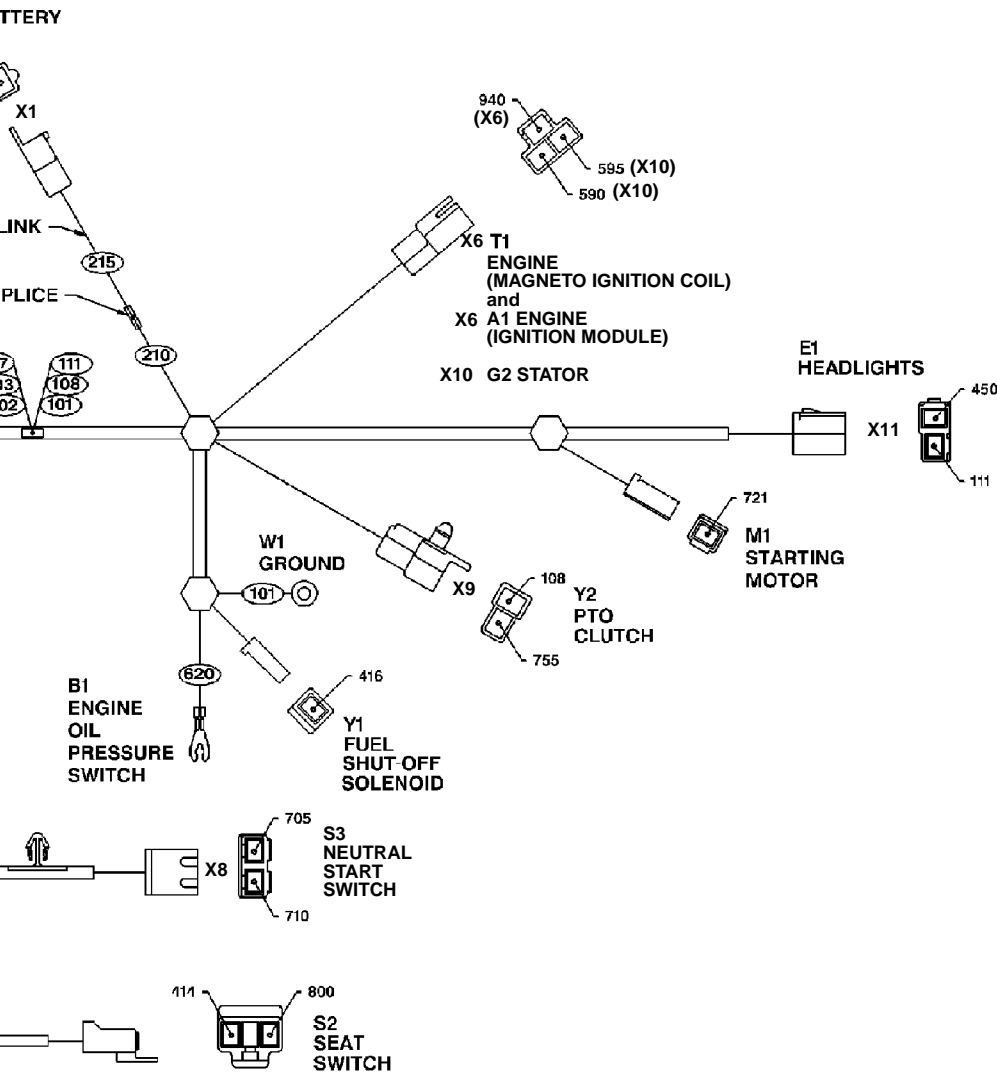 TTERY
X1
940
(X6)
595 (X10)
590 (X10)
LINK
215
PLICE
210
X6 T1
ENGINE
(MAGNETO IGNITION COIL)
and
X6 A1 ENGINE
(IGNITION MODULE)
X10 G2 STATOR
7 111
13 108
02 101
E1
HEADLIGHTS
450
X11
111
721
M1
STARTING
MOTOR
W1
GROUND
101
X9
108
Y2
PTO
CLUTCH
755
620
B1
ENGINE
OIL
PRESSURE
SWITCH
416
Y1
FUEL
SHUT-OFF
SOLENOID
705
S3
NEUTRAL
START
SWITCH
X8
710
800
S2
SEAT
SWITCH